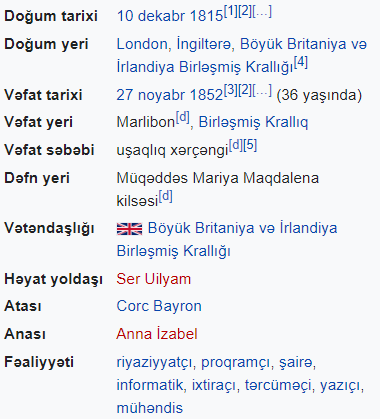 Doğum tarixi 10 dekabr 1815[1][2][…]
Doğum yeri London, İngiltərə, Böyük Britaniya və
İrlandiya Birləşmiş Krallığı[4]
Vəfat tarixi 27 noyabr 1852[3][2][…] (36 yaşında)
Vəfat yeri Marlibon[d], Birləşmiş Krallıq
Vəfat səbəbi uşaqlıq xərçəngi[d][5]
Dəfn yeri Müqəddəs Mariya Maqdalena
kilsəsi[d]
Vətəndaşlığı Böyük Britaniya və İrlandiya
Birləşmiş Krallığı
Həyat yoldaşı Ser Uilyam
Atası Corc Bayron
Anası Anna İzabel
Fəaliyyəti riyaziyyatçı, proqramçı, şairə,
informatik, ixtiraçı, tərcüməçi, yazıçı,
mühəndis